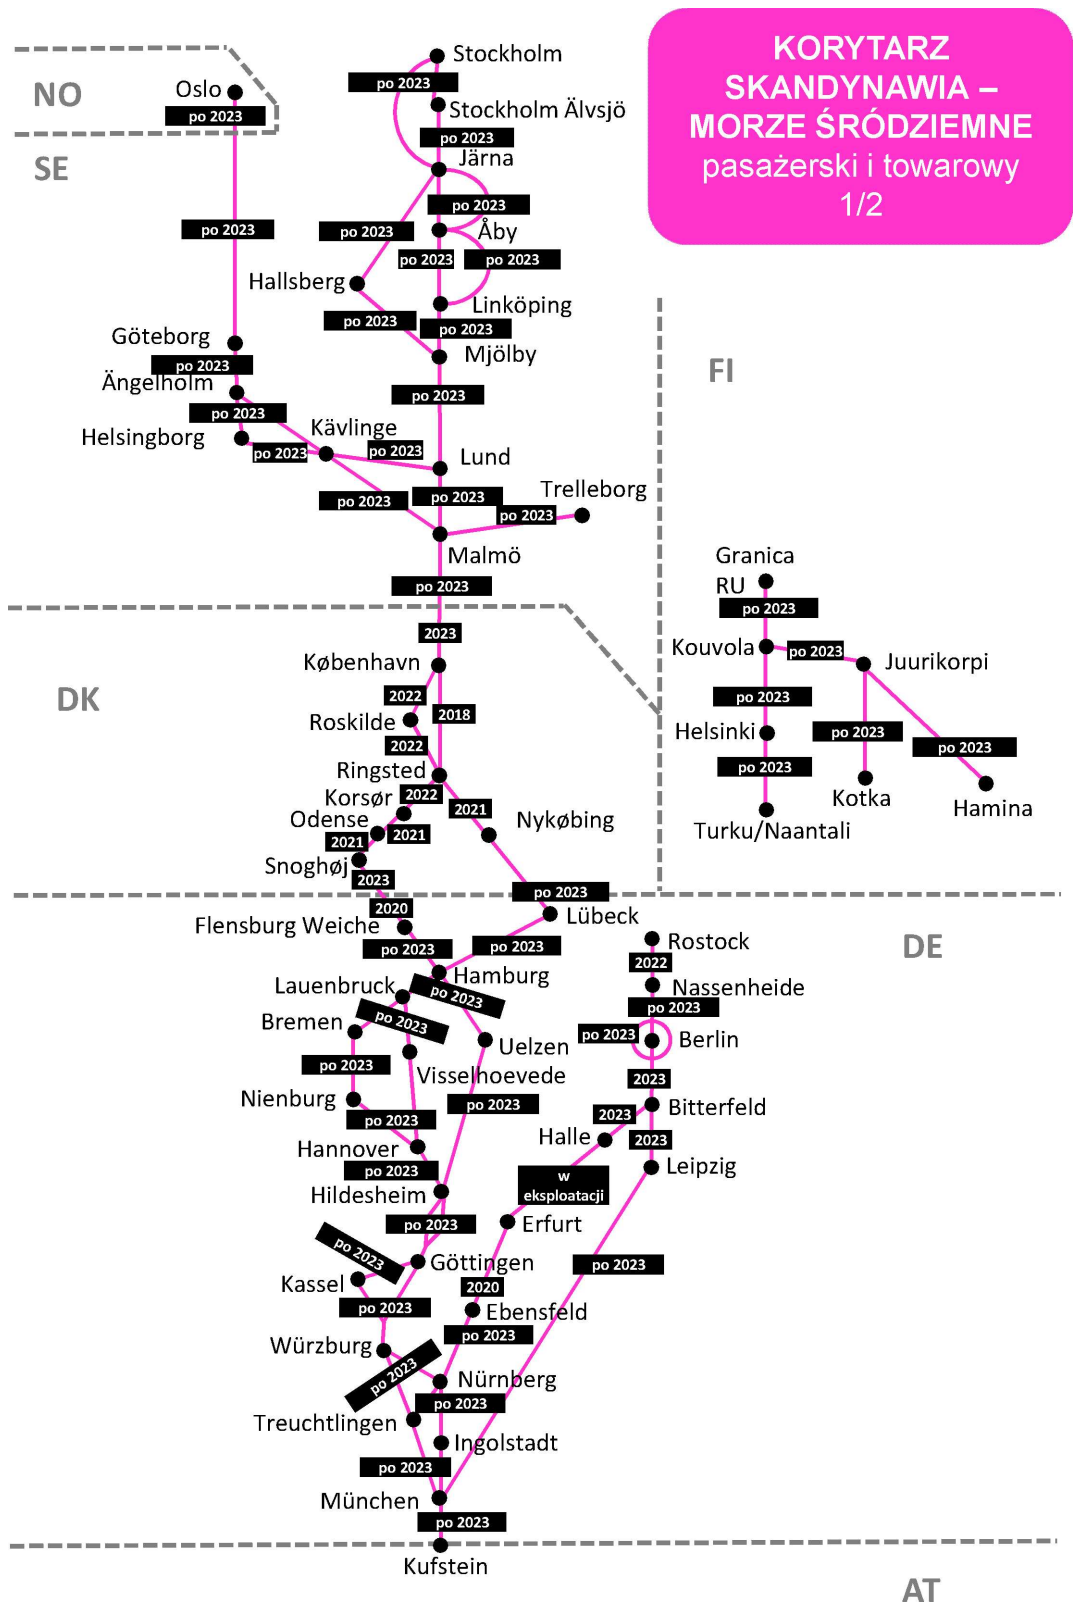 KORYTARZ
SKANDYNAWIA –
MORZE ŚRÓDZIEMNE
pasażerski i towarowy
1/2
Stockholm
po 2023
NO
Oslo
po 2023
Stockholm Älvsjö
po 2023
SE
Järna
po 2023
po 2023
po 2023
Åby
po 2023
po 2023
Hallsberg
Linköping
po 2023
po 2023
Göteborg
Mjölby
po 2023
FI
Ängelholm
po 2023
po 2023
Helsingborg
Kävlinge
po 2023
po 2023
Lund
po 2023
po 2023
Trelleborg
po 2023
Malmö
Granica
RU
po 2023
po 2023
2023
Kouvola
po 2023
Juurikorpi
København
DK
2022
po 2023
2018
Roskilde
Helsinki
po 2023
2022
po 2023
po 2023
Ringsted
Korsør
2022
Kotka
Hamina
2021
Odense
2021
Nykøbing
Turku/Naantali
2021
Snoghøj
2023
po 2023
2020
Lübeck
Flensburg Weiche
po 2023
po 2023
Rostock
DE
2022
Hamburg
Lauenbruck
po 2023
Nassenheide
po 2023
Bremen
po 2023
po 2023
Berlin
Uelzen
po 2023
Visselhoevede
2023
Nienburg
po 2023
Bitterfeld
po 2023
2023
Halle
2023
Hannover
Leipzig
po 2023
w
eksploatacji
Hildesheim
po 2023
Erfurt
po 2023
Göttingen
po 2023
Kassel
2020
po 2023
Ebensfeld
po 2023
Würzburg
po 2023
Nürnberg
po 2023
Treuchtlingen
Ingolstadt
po 2023
München
po 2023
Kufstein
AT